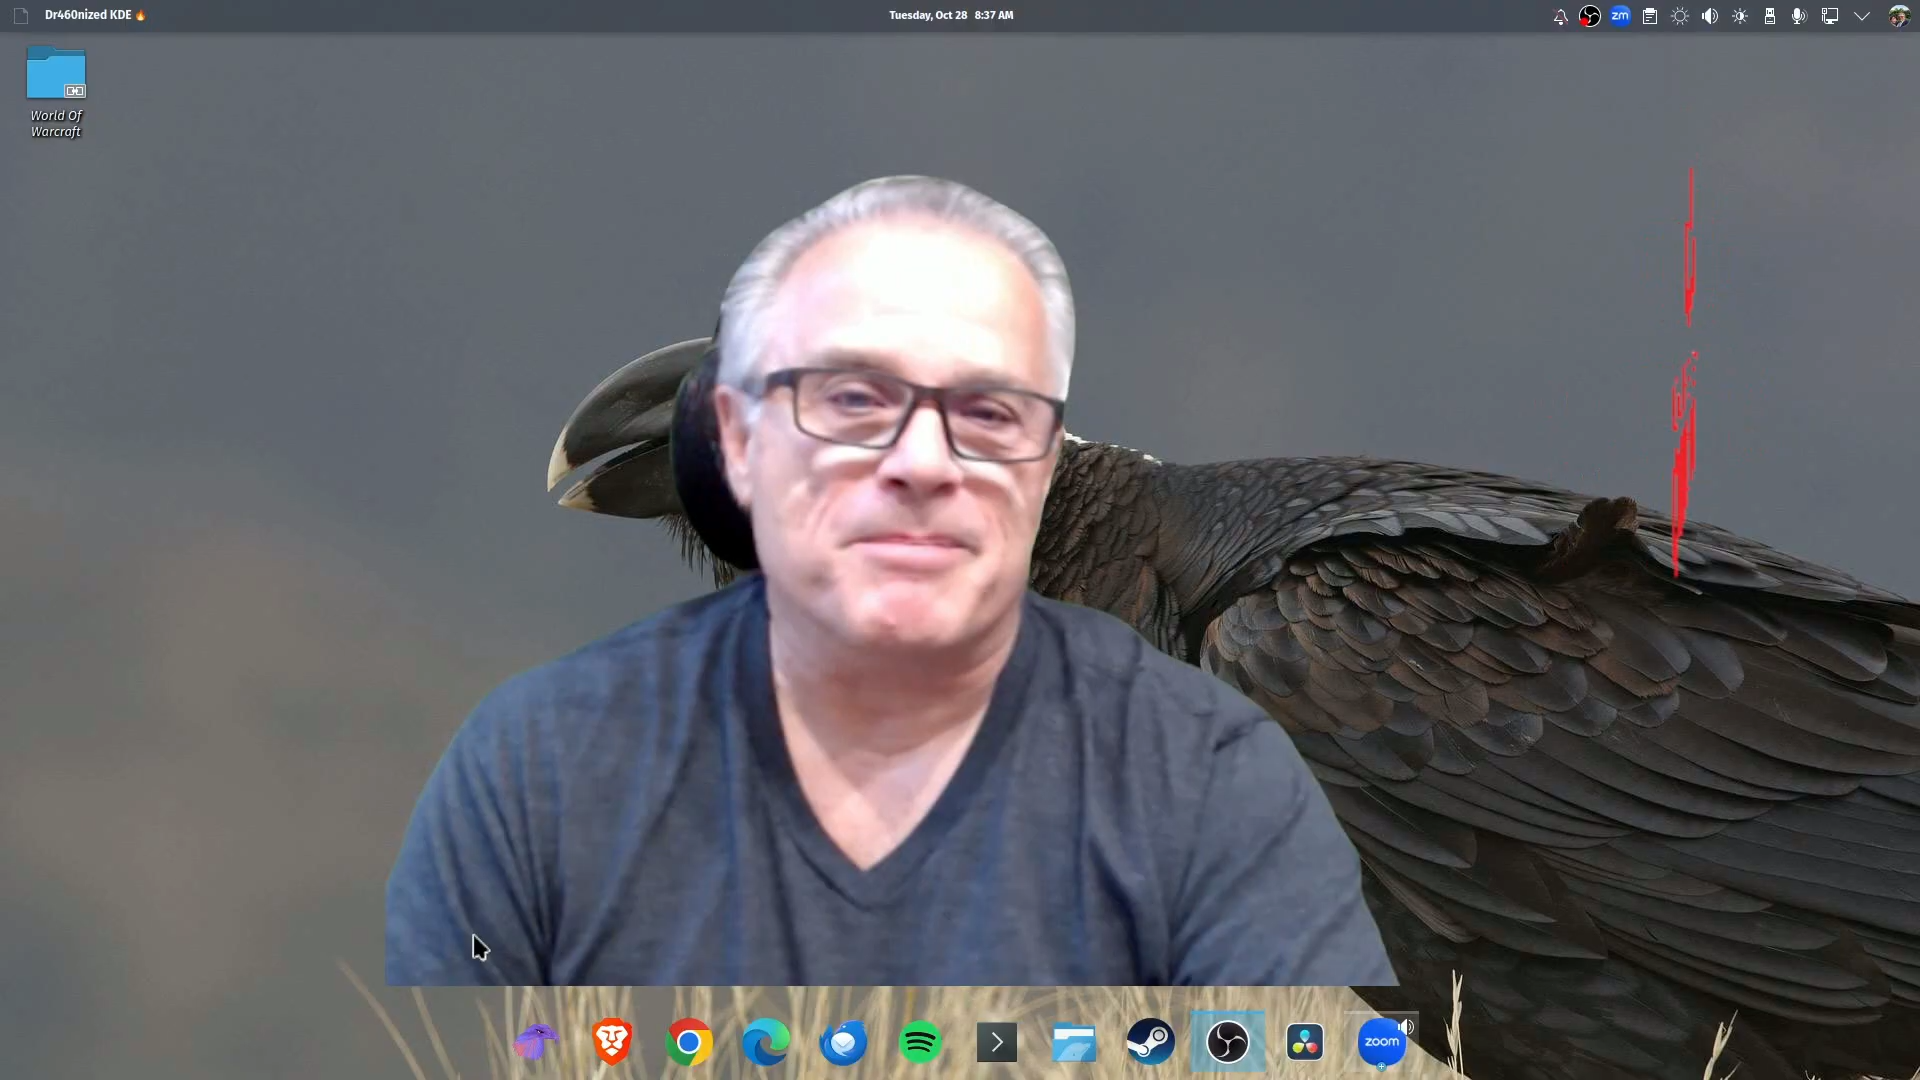 Dr460nized KDE 🔥
Tuesday, Oct 28 8:37 AM
zm
World Of
Warcraft
zoom